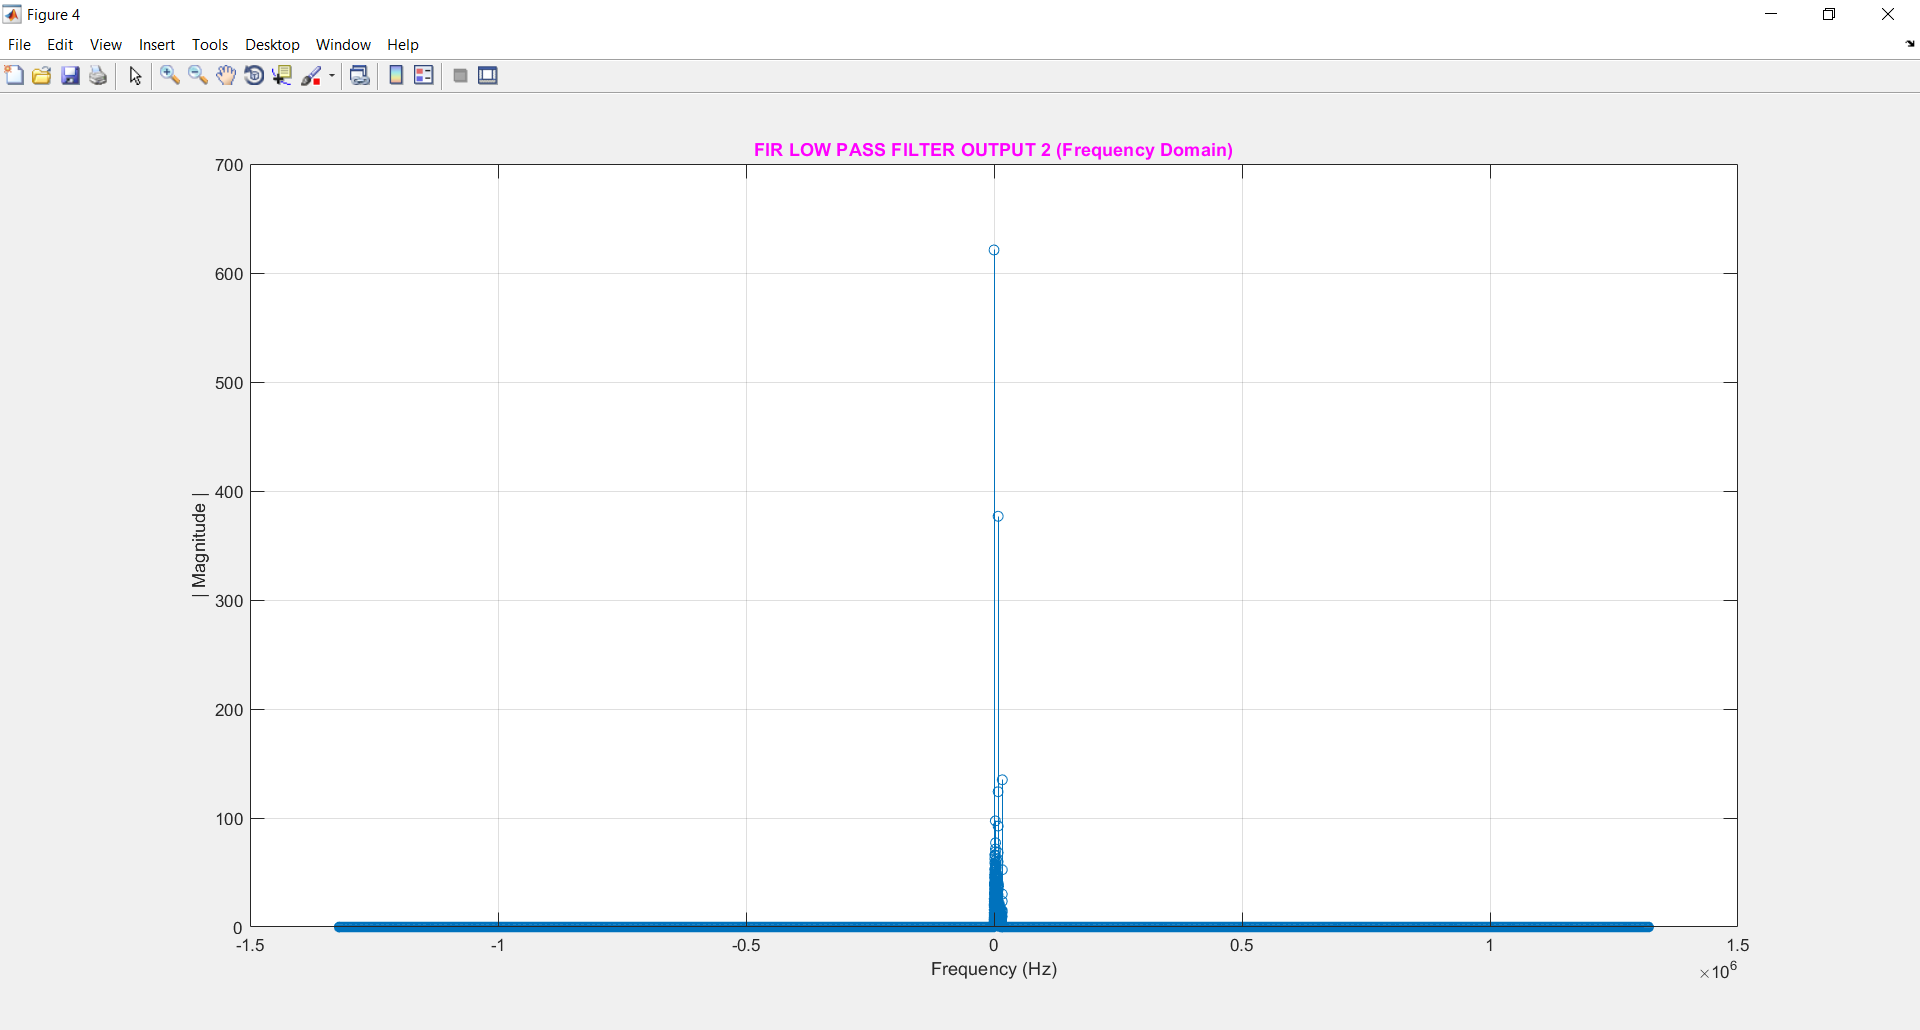 Figure 4
File Edit View Insert Tools Desktop Window Help
FIR LOW PASS FILTER OUTPUT 2 (Frequency Domain)
700
600
500
400
300
200
100
0
| Magnitude |
-1.5 -1 -0.5 0 0.5 1 1.5
Frequency (Hz)
×10⁶